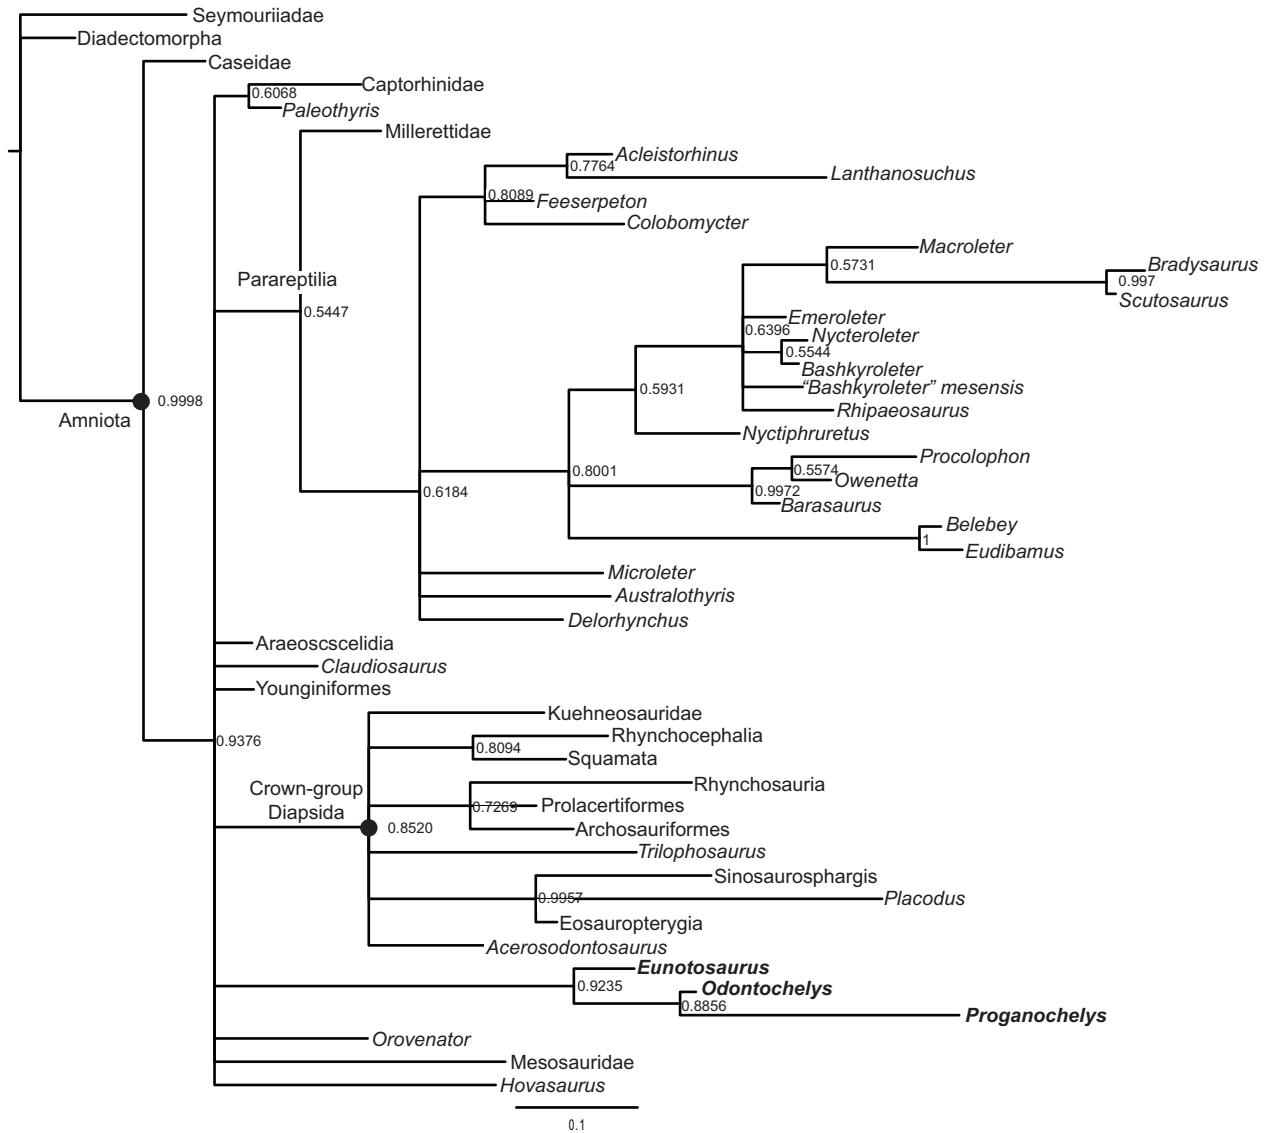 Seymouriiadae
Diadectomorpha
Caseidae
Captorhinidae
0.6068
Paleothyris
Millerettidae
Acleistorhinus
0.7764
Lanthanosuchus
0.8089
Feeserpeton
Colobomycter
Macroleter
0.5731
Bradysaurus
0.997
Scutosaurus
Parareptilia
0.5447
Emeroleter
0.6396
Nycteroleter
0.5544
Bashkyroleter
“Bashkyroleter” mesensis
0.5931
Rhipaeosaurus
Nyctiphruretus
Amniota
0.9998
Procolophon
0.8001
0.5574
Owenetta
0.6184
0.9972
Barasaurus
Belebey
1
Eudibamus
Microleter
Australothyris
Delorhynchus
Araeoscscelidia
Claudiosaurus
Younginiformes
Kuehneosauridae
0.9376
Rhynchocephalia
0.8094
Squamata
Rhynchosauria
Crown-group
Diapsida
0.7269
Prolacertiformes
0.8520
Archosauriformes
Trilophosaurus
Sinosaurosphargis
0.9957
Placodus
Eosauropterygia
Acerosodontosaurus
Eunotosaurus
0.9235
Odontochelys
0.8856
Proganochelys
Orovenator
Mesosauridae
Hovasaurus
0.1